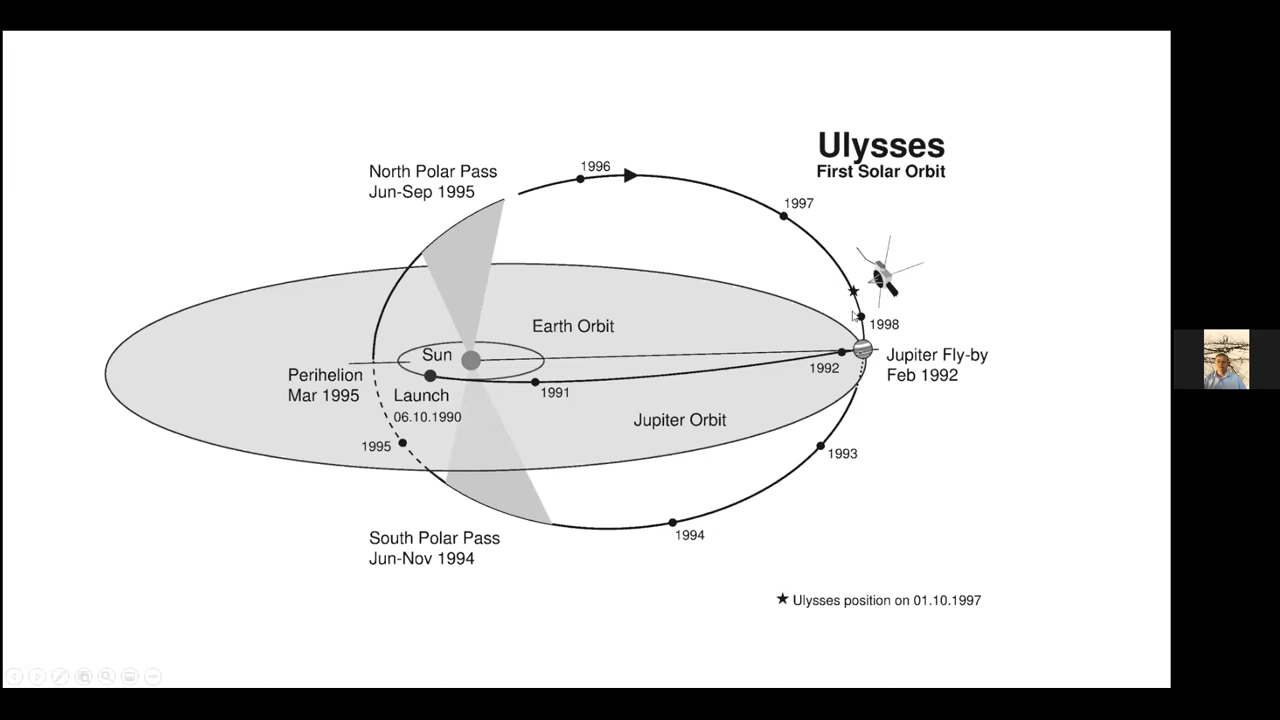 Ulysses
First Solar Orbit
North Polar Pass
Jun-Sep 1995
1996
1997
1998
Earth Orbit
Sun
Jupiter Fly-by
Feb 1992
1992
Perihelion
Mar 1995
Launch
06.10.1990
1991
Jupiter Orbit
1995
1993
1994
South Polar Pass
Jun-Nov 1994
★ Ulysses position on 01.10.1997